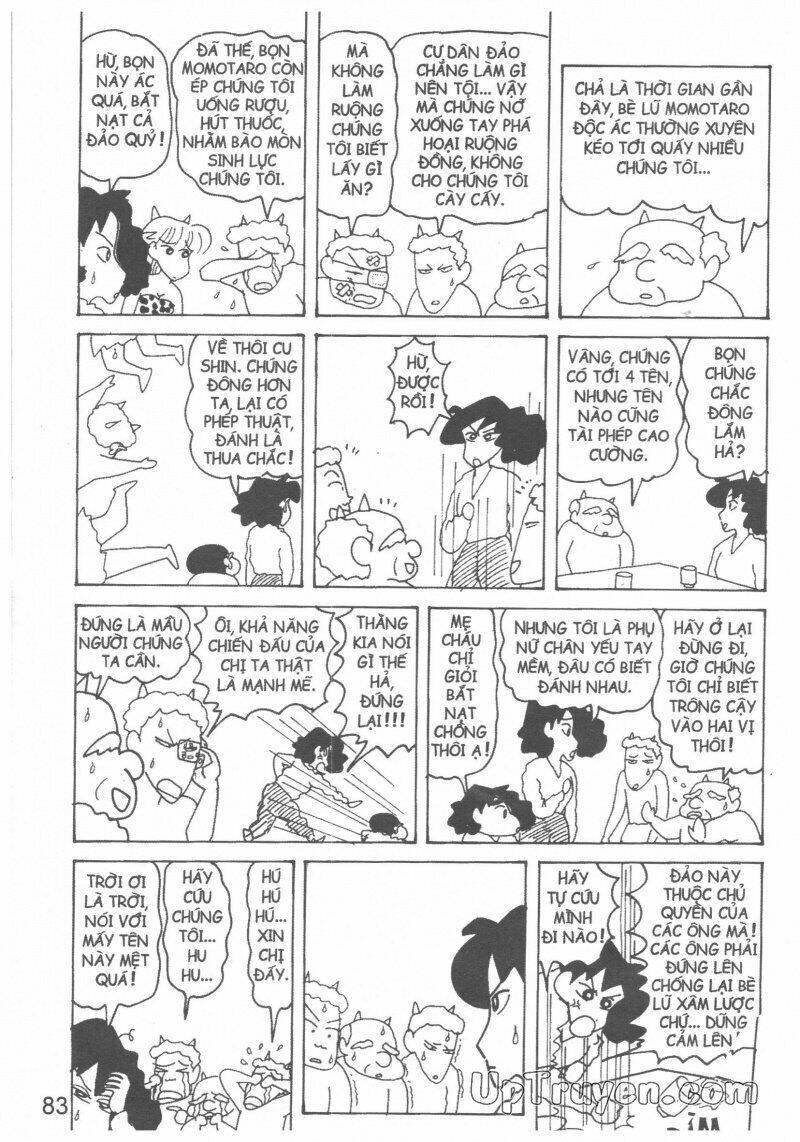 CHẢ LÀ THỜI GIAN GẦN
ĐÂY, BÈ LŨ MOMOTARO
ĐỘC ÁC THƯỜNG XUYÊN
KÉO TỚI QUẤY NHIỄU
CHÚNG TÔI...
CƯ DÂN ĐẢO
CHẲNG LÀM GÌ
NÊN TỘI... VẬY
MÀ CHÚNG NỠ
XUỐNG TAY PHÁ
HOẠI RUỘNG
ĐỒNG, KHÔNG
CHO CHÚNG TÔI
CÀY CẤY.
MÀ
KHÔNG
LÀM
RUỘNG
CHÚNG
TÔI BIẾT
LẤY GÌ
ĂN?
ĐÃ THẾ, BỌN
MOMOTARO CÒN
ÉP CHÚNG TÔI
UỐNG RƯỢU,
HÚT THUỐC,
NHẰM BÀO MÒN
SINH LỰC
CHÚNG TÔI.
HỪ, BỌN
NÀY ÁC
QUÁ, BẮT
NẠT CẢ
ĐẢO QUỶ!
BỌN
CHÚNG
CHẮC
ĐÔNG
LẮM
HẢ?
VÂNG, CHÚNG
CÓ TỚI 4 TÊN,
NHƯNG TÊN
NÀO CŨNG
TÀI PHÉP CAO
CƯỜNG.
HỪ,
ĐƯỢC
RỒI!
VỀ THÔI CU
SHIN. CHÚNG
ĐÔNG HƠN
TA, LẠI CÓ
PHÉP THUẬT,
ĐÁNH LÀ
THUA CHẮC!
HÃY Ở LẠI
ĐỪNG ĐI,
GIỜ CHÚNG
TÔI CHỈ BIẾT
TRÔNG CẬY
VÀO HAI VỊ
THÔI!
NHƯNG TÔI LÀ PHỤ
NỮ CHÂN YẾU TAY
MỀM, ĐÂU CÓ BIẾT
ĐÁNH NHAU.
MẸ
CHÁU
CHỈ
GIỎI
BẮT
NẠT
CHỒNG
THÔI Ạ!
THẰNG
KIA NÓI
GÌ THẾ
HẢ,
ĐỨNG
LẠI!!!
ÔI, KHẢ NĂNG
CHIẾN ĐẤU CỦA
CHỊ TA THẬT
LÀ MẠNH MẼ.
ĐÚNG LÀ MẪU
NGƯỜI CHÚNG
TA CẦN.
ĐẢO NÀY
THUỘC CHỦ
QUYỀN CỦA
CÁC ÔNG MÀ!
CÁC ÔNG PHẢI
ĐỨNG LÊN
CHỐNG LẠI BÈ
LŨ XÂM LƯỢC
CHỨ... DŨNG
CẢM LÊN
HÃY
TỰ CỨU
MÌNH
ĐI NÀO!
HÚ
HÚ
HÚ...
XIN
CHỊ
ĐẤY.
HÃY
CỨU
CHÚNG
TÔI...
HU
HU...
TRỜI ƠI
LÀ TRỜI,
NÓI VỚI
MẤY TÊN
NÀY MỆT
QUÁ!
UpTruyen.com
83